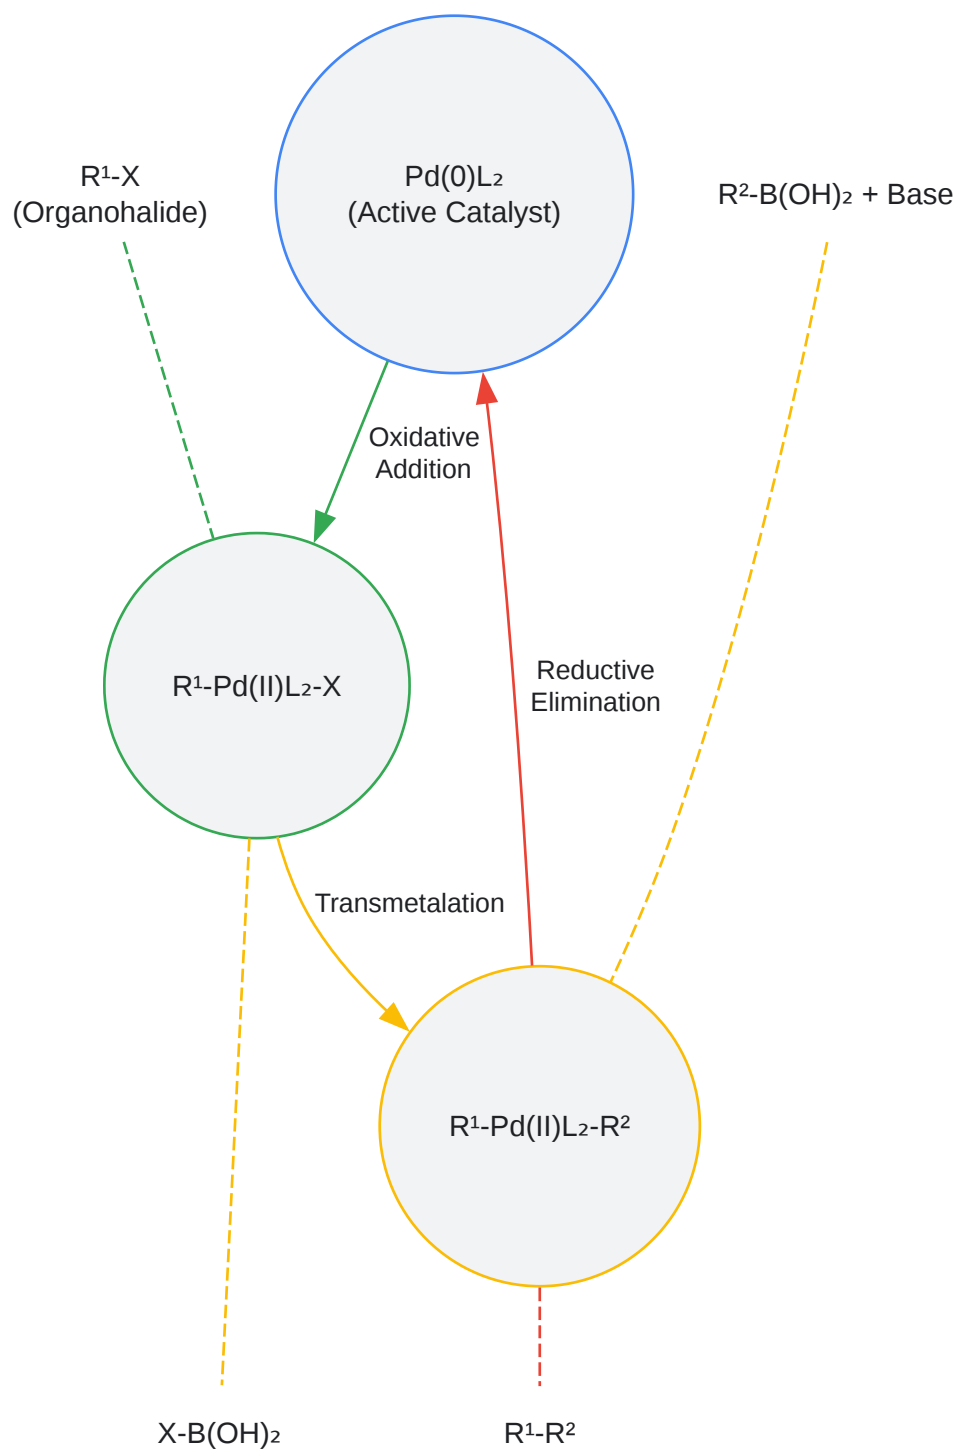 R¹-X
(Organohalide)
Pd(0)L₂
(Active Catalyst)
R²-B(OH)₂ + Base
Oxidative
Addition
R¹-Pd(II)L₂-X
Reductive
Elimination
Transmetalation
R¹-Pd(II)L₂-R²
X-B(OH)₂
R¹-R²